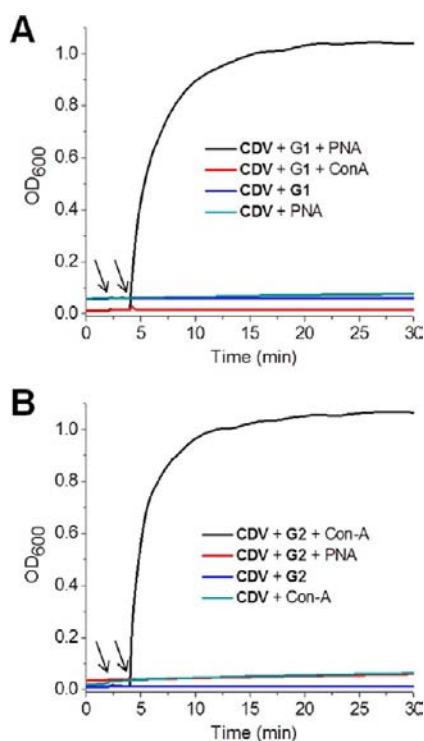 A
1.0
0.8
0.6
0.4
0.2
0.0
OD600
CDV + G1 + PNA
CDV + G1 + ConA
CDV + G1
CDV + PNA
0 5 10 15 20 25 30
Time (min)
B
1.0
0.8
0.6
0.4
0.2
0.0
OD600
CDV + G2 + Con-A
CDV + G2 + PNA
CDV + G2
CDV + Con-A
0 5 10 15 20 25 30
Time (min)